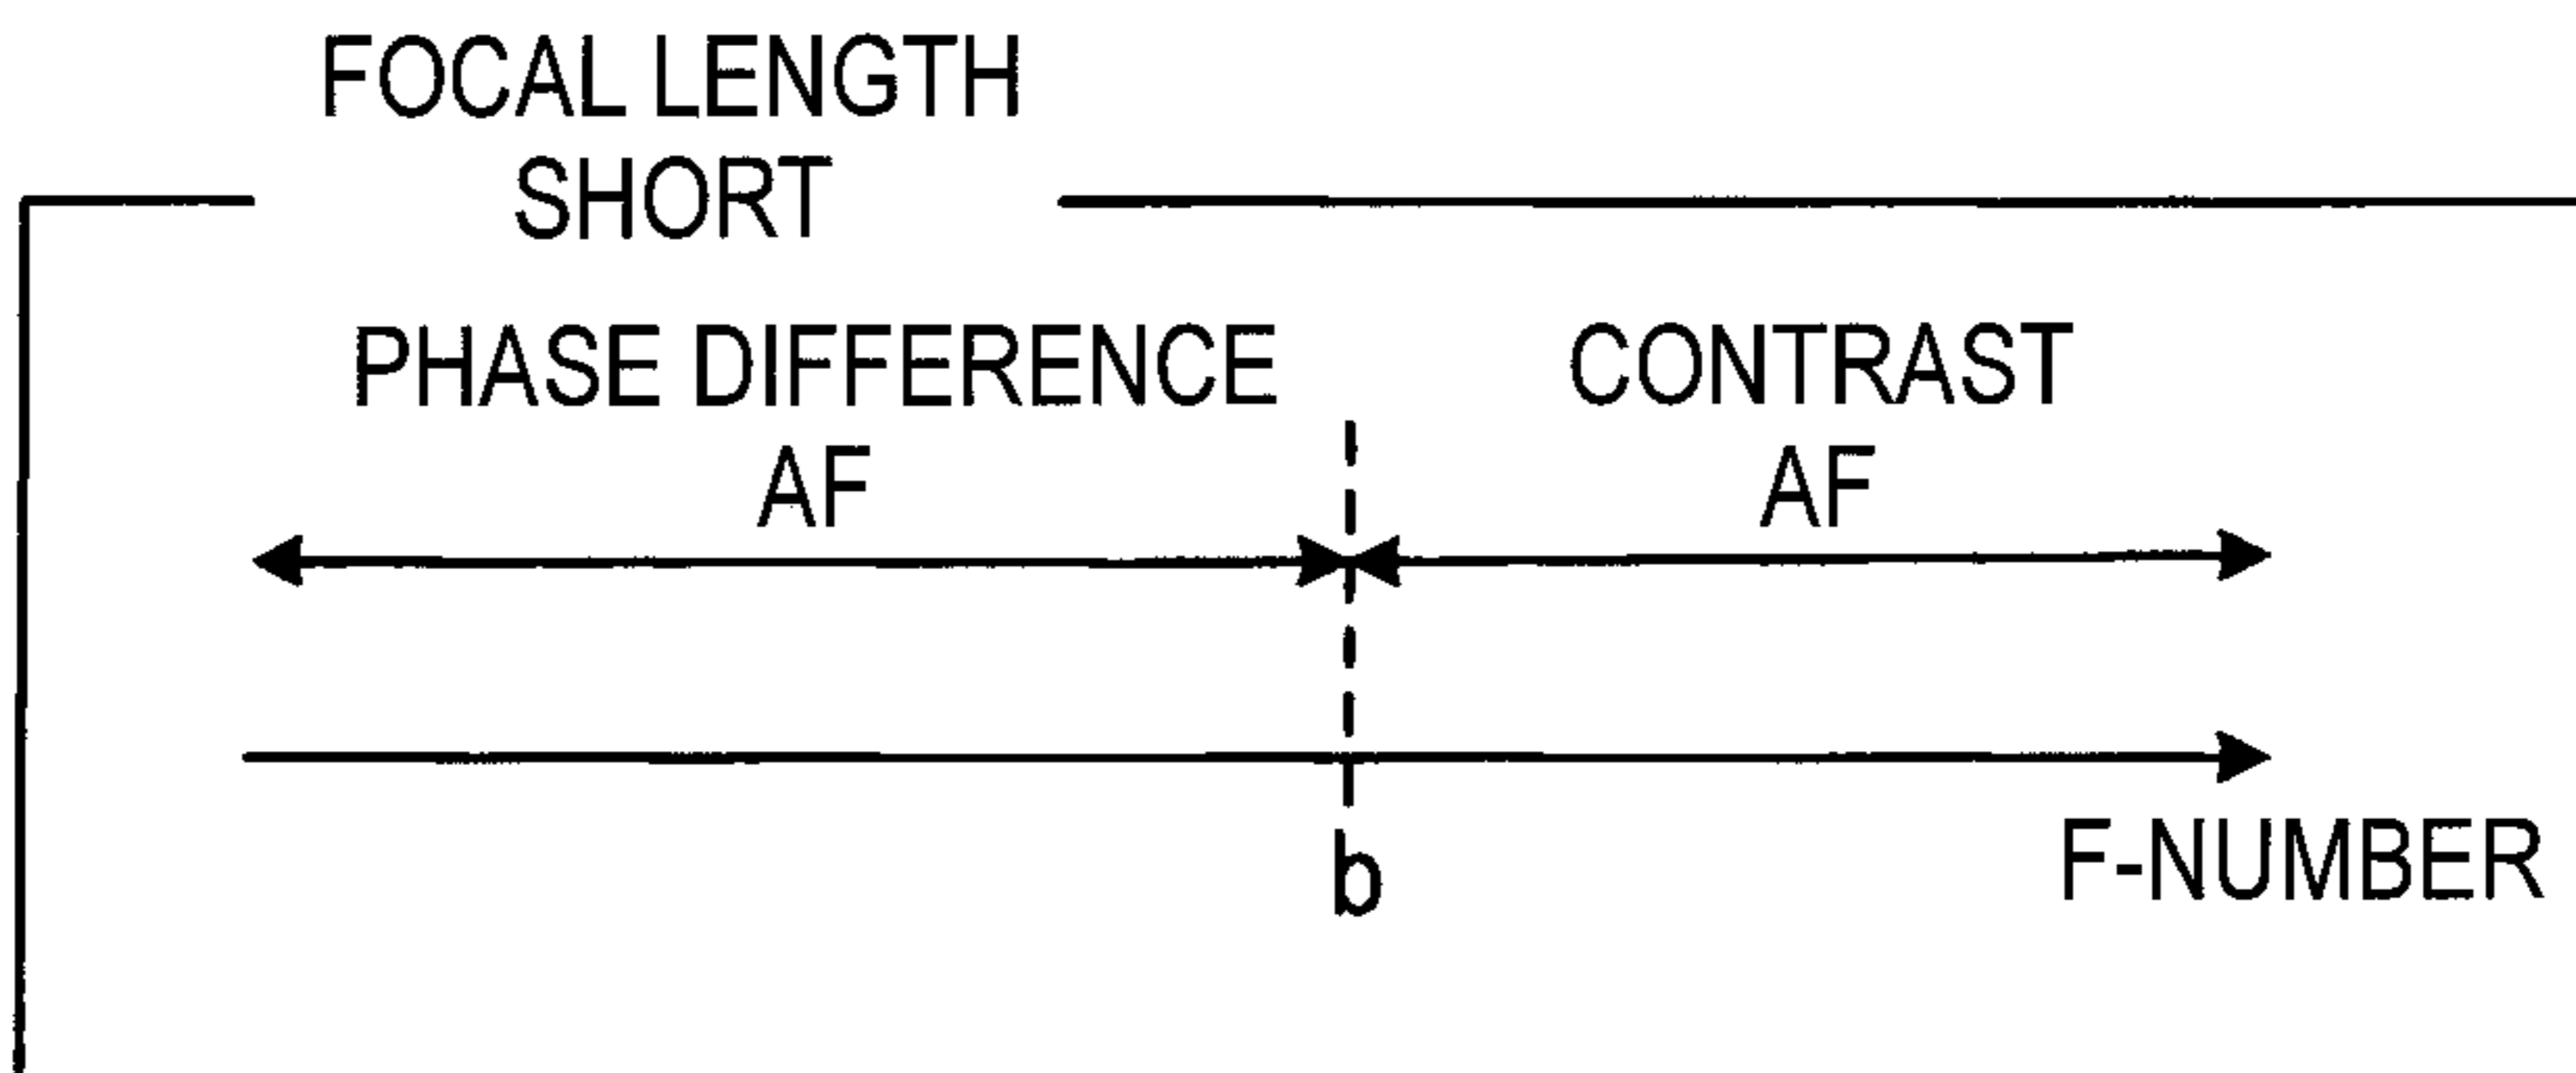 FOCAL LENGTH
SHORT
PHASE DIFFERENCE
AF
CONTRAST
AF
b
F-NUMBER